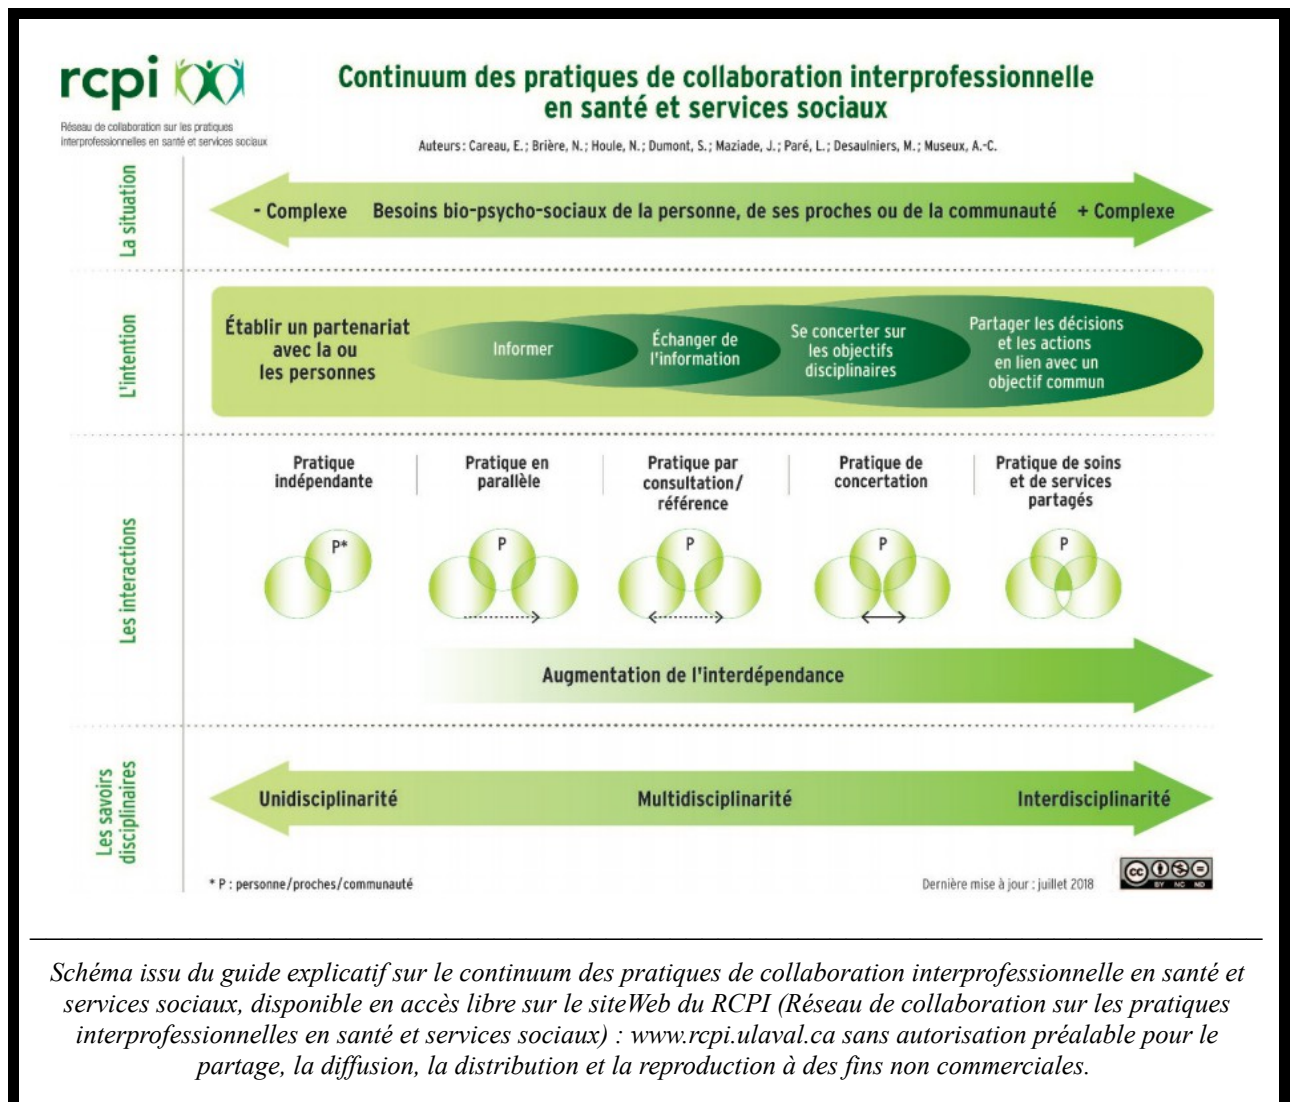 rcpi
Réseau de collaboration sur les pratiques
interprofessionnelles en santé et services sociaux
Continuum des pratiques de collaboration interprofessionnelle
en santé et services sociaux
Auteurs : Careau, E. ; Brière, N. ; Houle, N. ; Dumont, S. ; Maziade, J. ; Paré, L. ; Desaulniers, M. ; Museux, A.-C.
La situation
- Complexe
Besoins bio-psycho-sociaux de la personne, de ses proches ou de la communauté
+ Complexe
L'intention
Établir un partenariat
avec la ou
les personnes
Informer
Échanger de
l'information
Se concerter sur
les objectifs
disciplinaires
Partager les décisions
et les actions
en lien avec un
objectif commun
Les interactions
Pratique
indépendante
Pratique en
parallèle
Pratique par
consultation/
référence
Pratique de
concertation
Pratique de soins
et de services
partagés
P*
P
P
P
P
Augmentation de l'interdépendance
Les savoirs
disciplinaires
Unidisciplinarité
Multidisciplinarité
Interdisciplinarité
* P : personne/proches/communauté
Dernière mise à jour : juillet 2018
cc
BY NC ND
Schéma issu du guide explicatif sur le continuum des pratiques de collaboration interprofessionnelle en santé et
services sociaux, disponible en accès libre sur le siteWeb du RCPI (Réseau de collaboration sur les pratiques
interprofessionnelles en santé et services sociaux) : www.rcpi.ulaval.ca sans autorisation préalable pour le
partage, la diffusion, la distribution et la reproduction à des fins non commerciales.